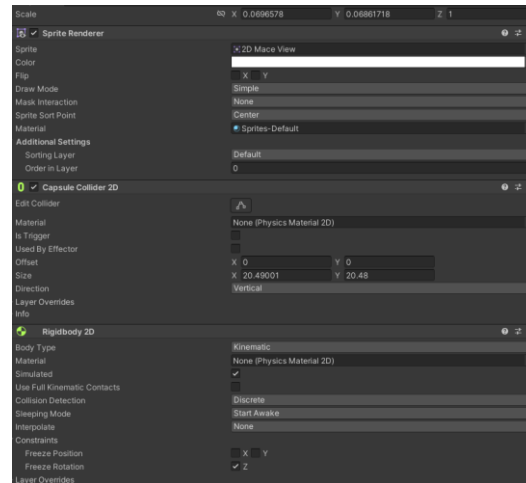 Scale X 0.0696578 Y 0.06861718 Z 1
Sprite Renderer
Sprite 2D Mace View
Color
Flip X Y
Draw Mode Simple
Mask Interaction None
Sprite Sort Point Center
Material Sprites-Default
Additional Settings
Sorting Layer Default
Order in Layer 0
Capsule Collider 2D
Edit Collider
Material None (Physics Material 2D)
Is Trigger
Used By Effector
Offset X 0 Y 0
Size X 20.49001 Y 20.48
Direction Vertical
Layer Overrides
Info
Rigidbody 2D
Body Type Kinematic
Material None (Physics Material 2D)
Simulated
Use Full Kinematic Contacts
Collision Detection Discrete
Sleeping Mode Start Awake
Interpolate None
Constraints
Freeze Position X Y
Freeze Rotation Z
Layer Overrides